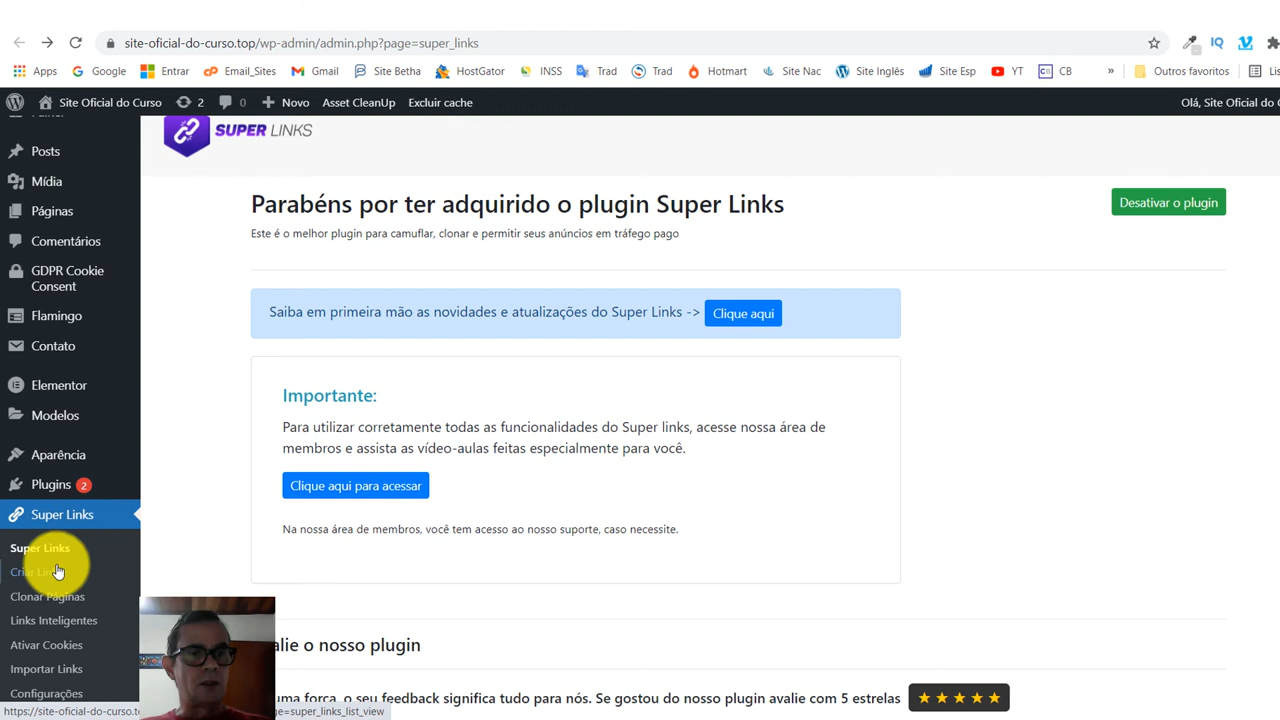 site-oficial-do-curso.top/wp-admin/admin.php?page=super_links
Apps Google Entrar Email_Sites Gmail Site Betha HostGator INSS Trad Trad Hotmart Site Nac Site Inglês Site Esp YT CB » Outros favoritos
Site Oficial do Curso 2 0 Novo Asset CleanUp Excluir cache Olá, Site Oficial do
SUPER LINKS
Posts
Mídia
Páginas
Comentários
GDPR Cookie
Consent
Flamingo
Contato
Elementor
Modelos
Aparência
Plugins 2
Super Links
Super Links
Clonar Páginas
Links Inteligentes
Ativar Cookies
Importar Links
Configurações
Parabéns por ter adquirido o plugin Super Links
Desativar o plugin
Este é o melhor plugin para camuflar, clonar e permitir seus anúncios em tráfego pago
Saiba em primeira mão as novidades e atualizações do Super Links -> Clique aqui
Importante:
Para utilizar corretamente todas as funcionalidades do Super links, acesse nossa área de
membros e assista as vídeo-aulas feitas especialmente para você.
Clique aqui para acessar
Na nossa área de membros, você tem acesso ao nosso suporte, caso necessite.
o nosso plugin
uma força, o seu feedback significa tudo para nós. Se gostou do nosso plugin avalie com 5 estrelas
https://site-oficial-do-curso.to page=super_links_list_view